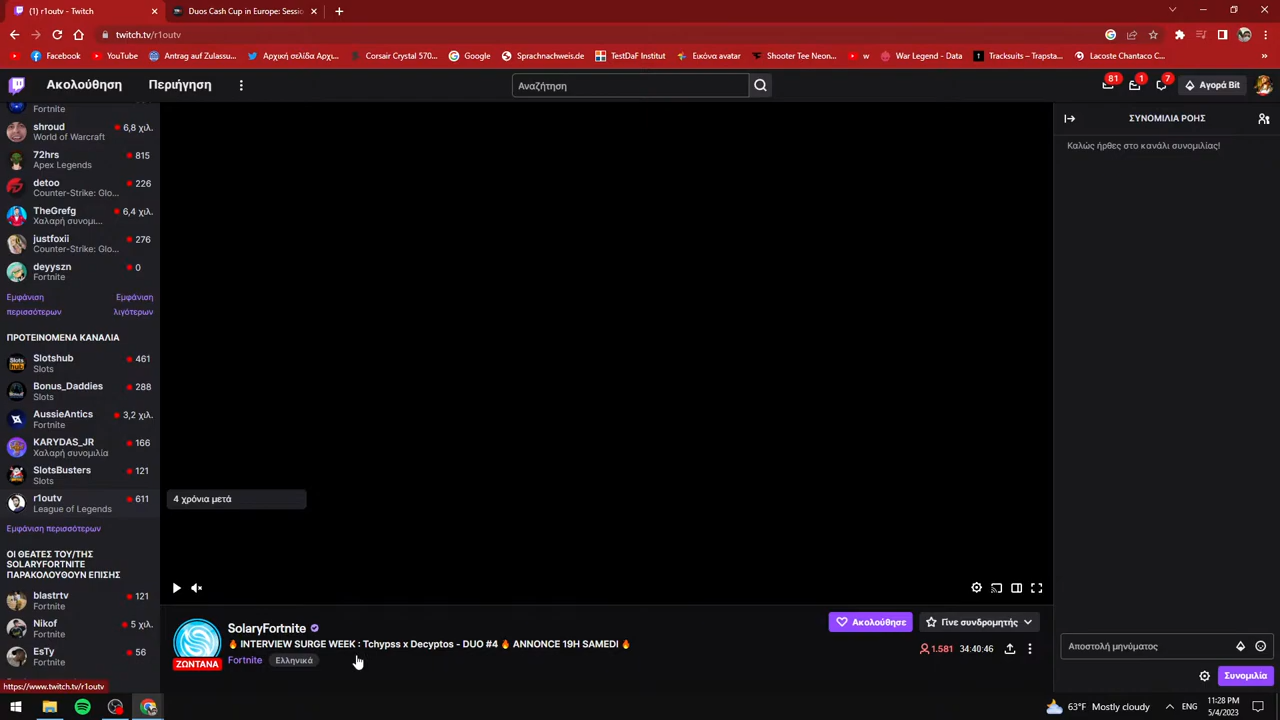 (1) r1outv - Twitch
Duos Cash Cup in Europe: Sessi
twitch.tv/r1outv
Facebook
YouTube
Antrag auf Zulassu...
Αρχική σελίδα Αρχι...
Corsair Crystal 570...
Google
Sprachnachweis.de
TestDaF Institut
Εικόνα avatar
Shooter Tee Neon...
w
War Legend - Disc...
Tracksuits – Trapsta...
Lacoste Chantaco C...
Ακολούθηση
Περιήγηση
Αναζήτηση
81
1
7
Αγορά Bit
Fortnite
shroud
6,8 χιλ.
World of Warcraft
72hrs
815
Apex Legends
detoo
226
Counter-Strike: Glo...
TheGrefg
6,4 χιλ.
Χαλαρή συνομι...
justfoxii
276
Counter-Strike: Glo...
deyyszn
0
Fortnite
Εμφάνιση περισσότερων
Εμφάνιση λιγότερων
ΠΡΟΤΕΙΝΟΜΕΝΑ ΚΑΝΑΛΙΑ
Slotshub
461
Slots
Bonus_Daddies
288
Slots
AussieAntics
3,2 χιλ.
Fortnite
KARYDAS_JR
166
Χαλαρή συνομιλία
SlotsBusters
121
Slots
r1outv
611
League of Legends
Εμφάνιση περισσότερων
ΟΙ ΘΕΑΤΕΣ ΤΟΥ/ΤΗΣ
SOLARYFORTNITE
ΠΑΡΑΚΟΛΟΥΘΟΥΝ ΕΠΙΣΗΣ
blastrtv
121
Fortnite
Nikof
5 χιλ.
Fortnite
EsTy
56
https://www.twitch.tv/r1outv
4 χρόνια μετά
SolaryFortnite
🔥 INTERVIEW SURGE WEEK : Tchypss x Decyptos - DUO #4 🔥 ANNONCE 19H SAMEDI 🔥
Fortnite
Ελληνικά
ΖΩΝΤΑΝΑ
Ακολούθησε
Γίνε συνδρομητής
1.581
34:40:46
ΣΥΝΟΜΙΛΙΑ ΡΟΗΣ
Καλώς ήρθες στο κανάλι συνομιλίας!
Αποστολή μηνύματος
Συνομιλία
63°F Mostly cloudy
ENG
11:28 PM
5/4/2023